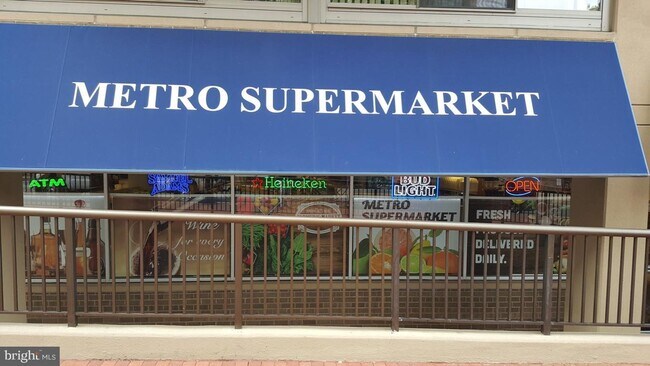 METRO SUPERMARKET
ATM
Heineken
BUD
LIGHT
OPEN
Wine
for every
Occasion
METRO
SUPERMARKET
FRESH
DELIVERED
DAILY.
bright MLS